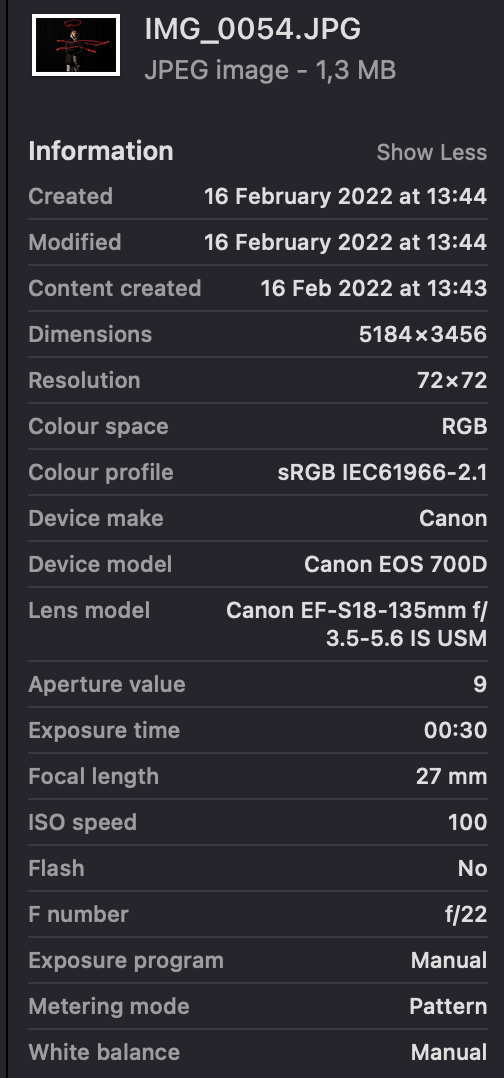 IMG_0054.JPG
JPEG image - 1,3 MB
Information Show Less
Created 16 February 2022 at 13:44
Modified 16 February 2022 at 13:44
Content created 16 Feb 2022 at 13:43
Dimensions 5184×3456
Resolution 72×72
Colour space RGB
Colour profile sRGB IEC61966-2.1
Device make Canon
Device model Canon EOS 700D
Lens model Canon EF-S18-135mm f/
3.5-5.6 IS USM
Aperture value 9
Exposure time 00:30
Focal length 27 mm
ISO speed 100
Flash No
F number f/22
Exposure program Manual
Metering mode Pattern
White balance Manual